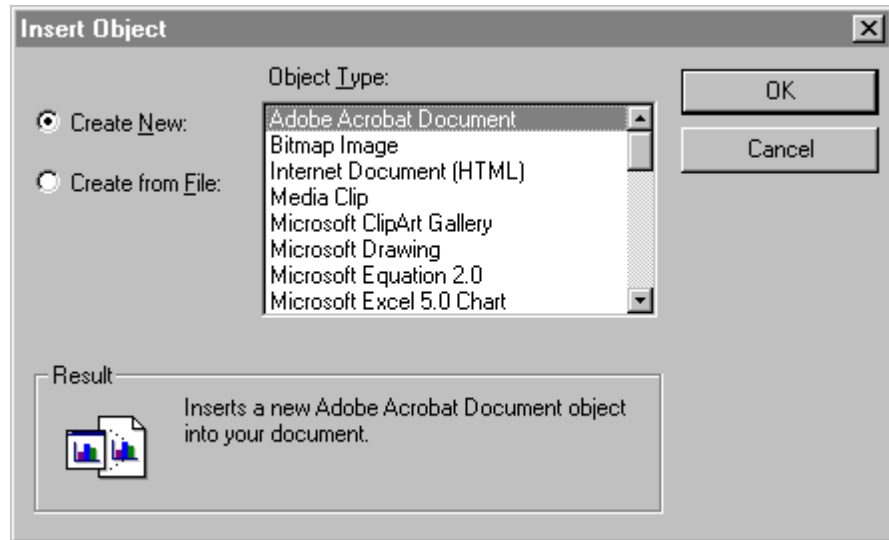 Insert Object
Object Type:
OK
Create New:
Adobe Acrobat Document
Bitmap Image
Cancel
Internet Document (HTML)
Create from File:
Media Clip
Microsoft ClipArt Gallery
Microsoft Drawing
Microsoft Equation 2.0
Microsoft Excel 5.0 Chart
Result
Inserts a new Adobe Acrobat Document object
into your document.